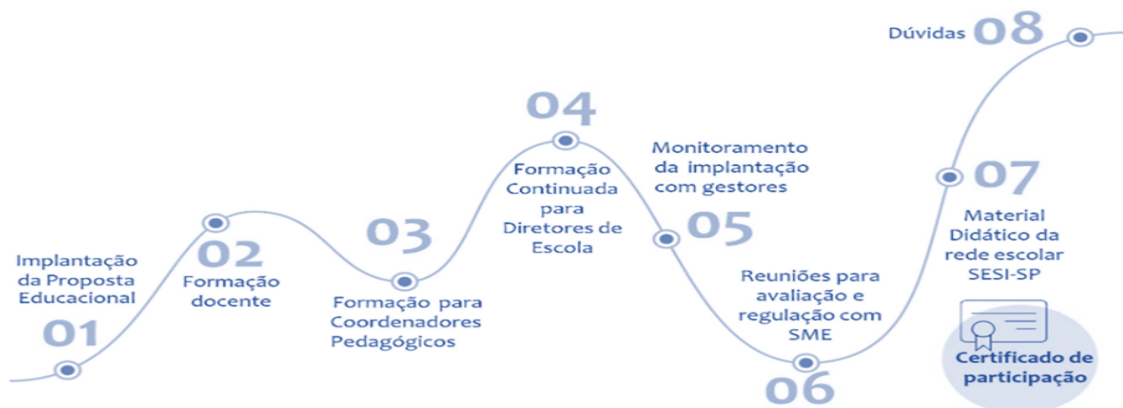 Implantação
da Proposta
Educacional
01
02
Formação
docente
03
Formação para
Coordenadores
Pedagógicos
04
Formação
Continuada
para
Diretores de
Escola
Monitoramento
da implantação
com gestores
05
Reuniões para
avaliação e
regulação com
SME
06
07
Material
Didático da
rede escolar
SESI-SP
Certificado de
participação
Dúvidas 08